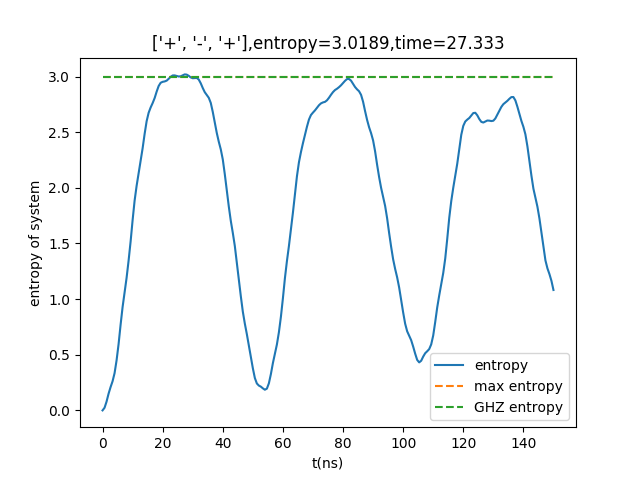 ['+', '-', '+'],entropy=3.0189,time=27.333
3.0
2.5
2.0
1.5
1.0
0.5
0.0
entropy of system
0 20 40 60 80 100 120 140
t(ns)
entropy
max entropy
GHZ entropy